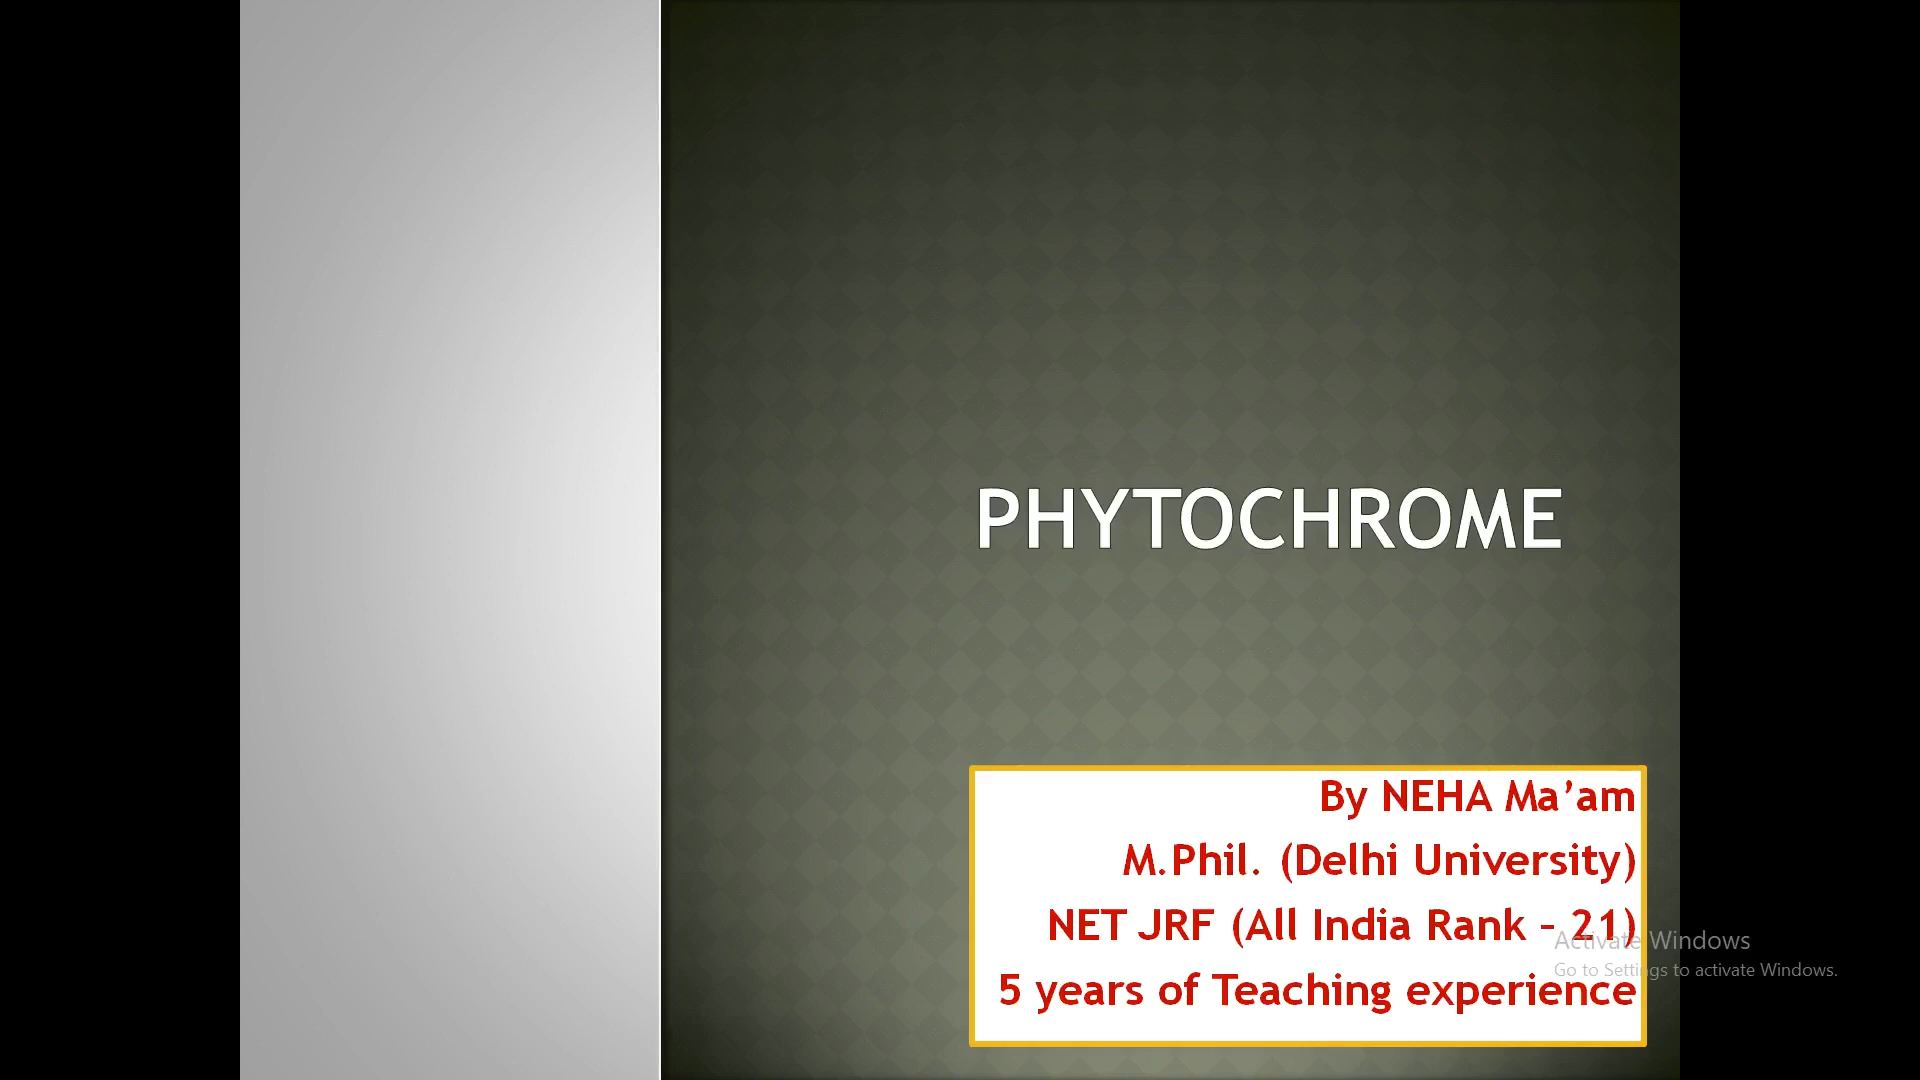 PHYTOCHROME
By NEHA Ma’am
M.Phil. (Delhi University)
NET JRF (All India Rank – 21)
5 years of Teaching experience
Activate Windows
Go to Settings to activate Windows.